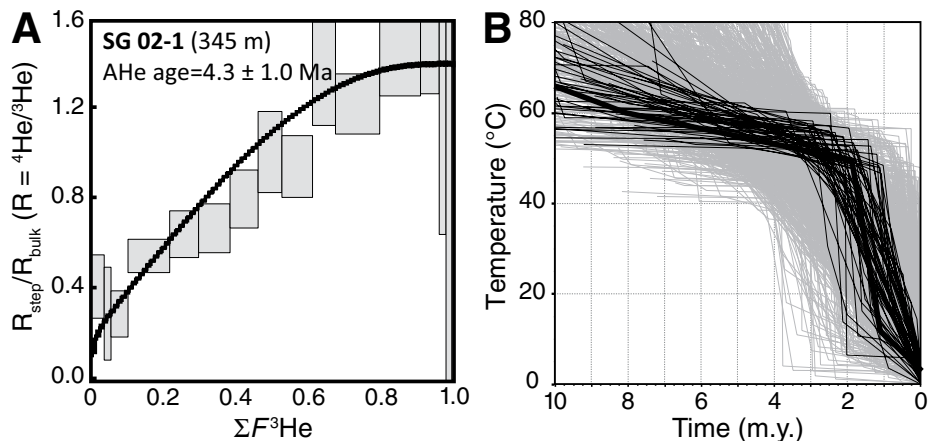 A
SG 02-1 (345 m)
AHe age=4.3 ± 1.0 Ma
1.6
1.2
0.8
0.4
0.0
R_step/R_bulk (R = ⁴He/³He)
0 0.2 0.4 0.6 0.8 1.0
ΣF³He
B
80
60
40
20
0
Temperature (°C)
10 8 6 4 2 0
Time (m.y.)